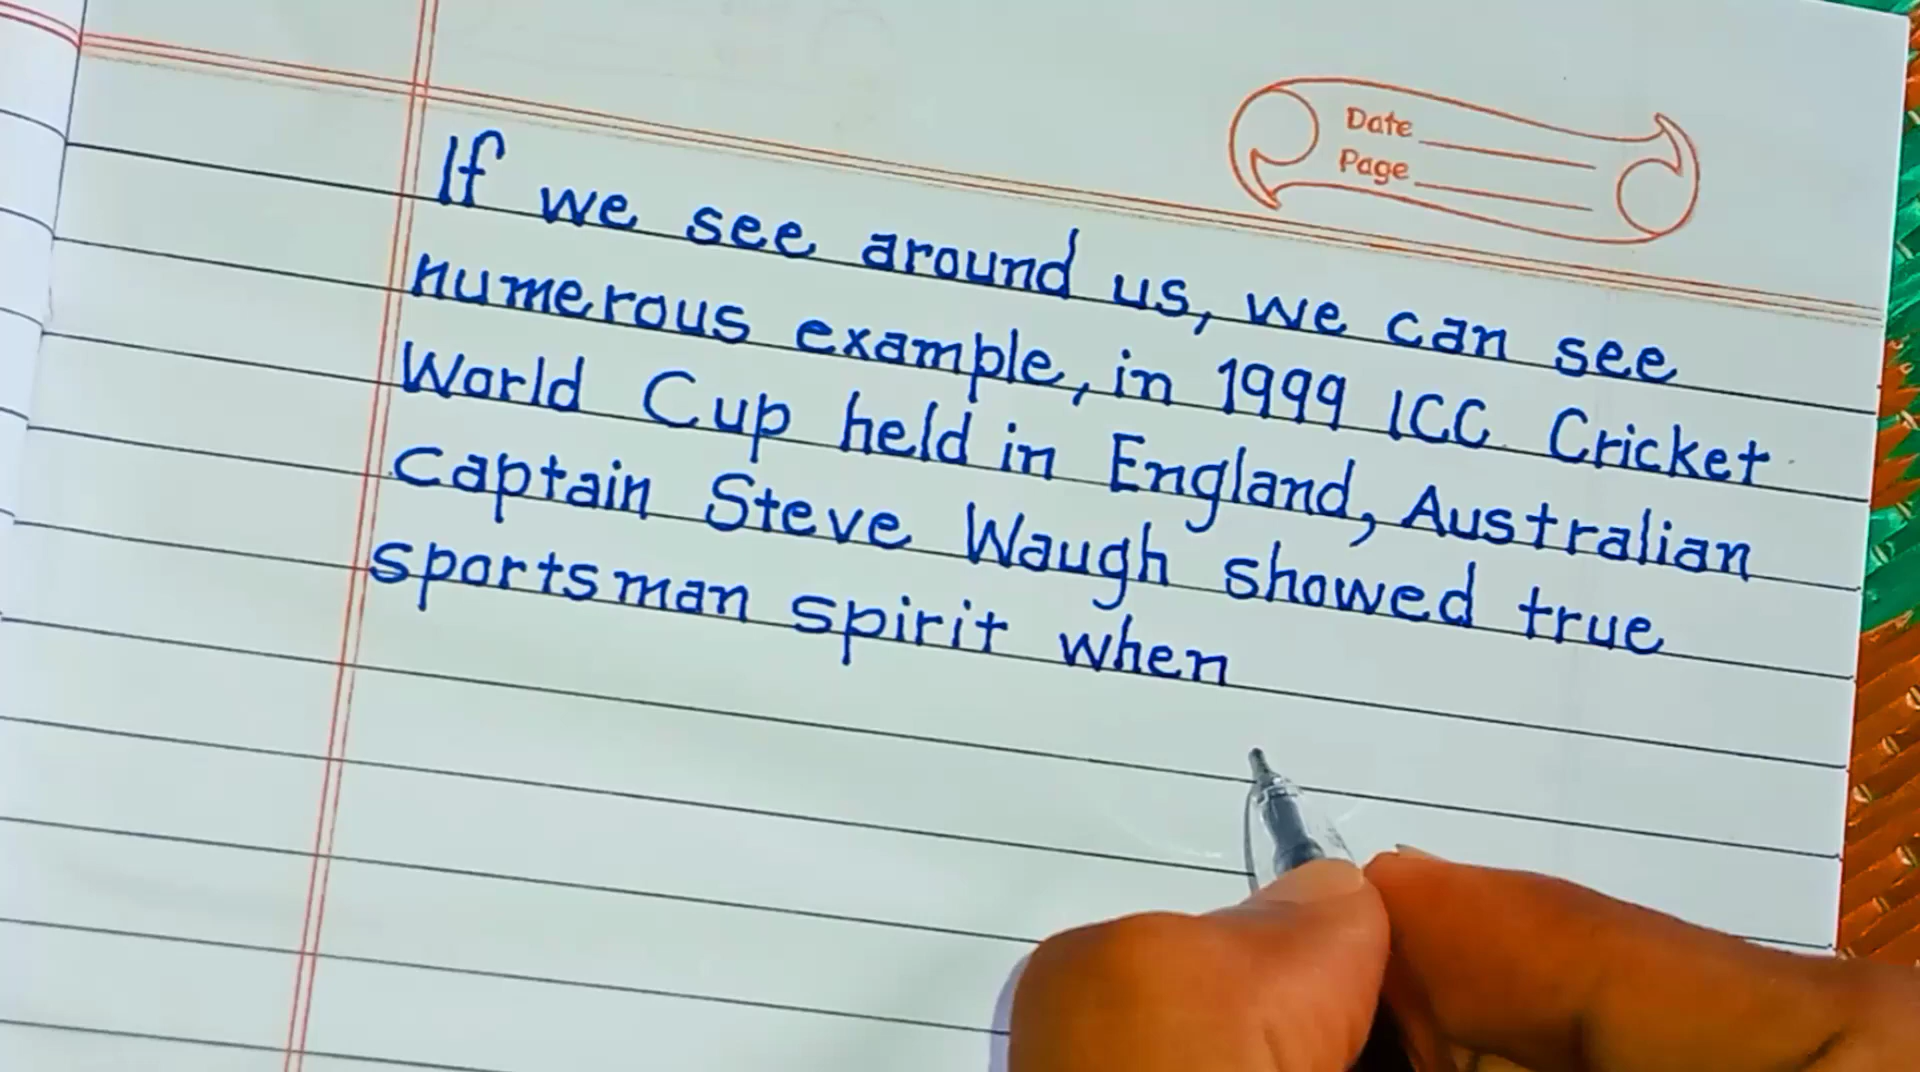 Date
Page
If we see around us, we can see
numerous example, in 1999 ICC Cricket
World Cup held in England, Australian
captain Steve Waugh showed true
sportsman spirit when